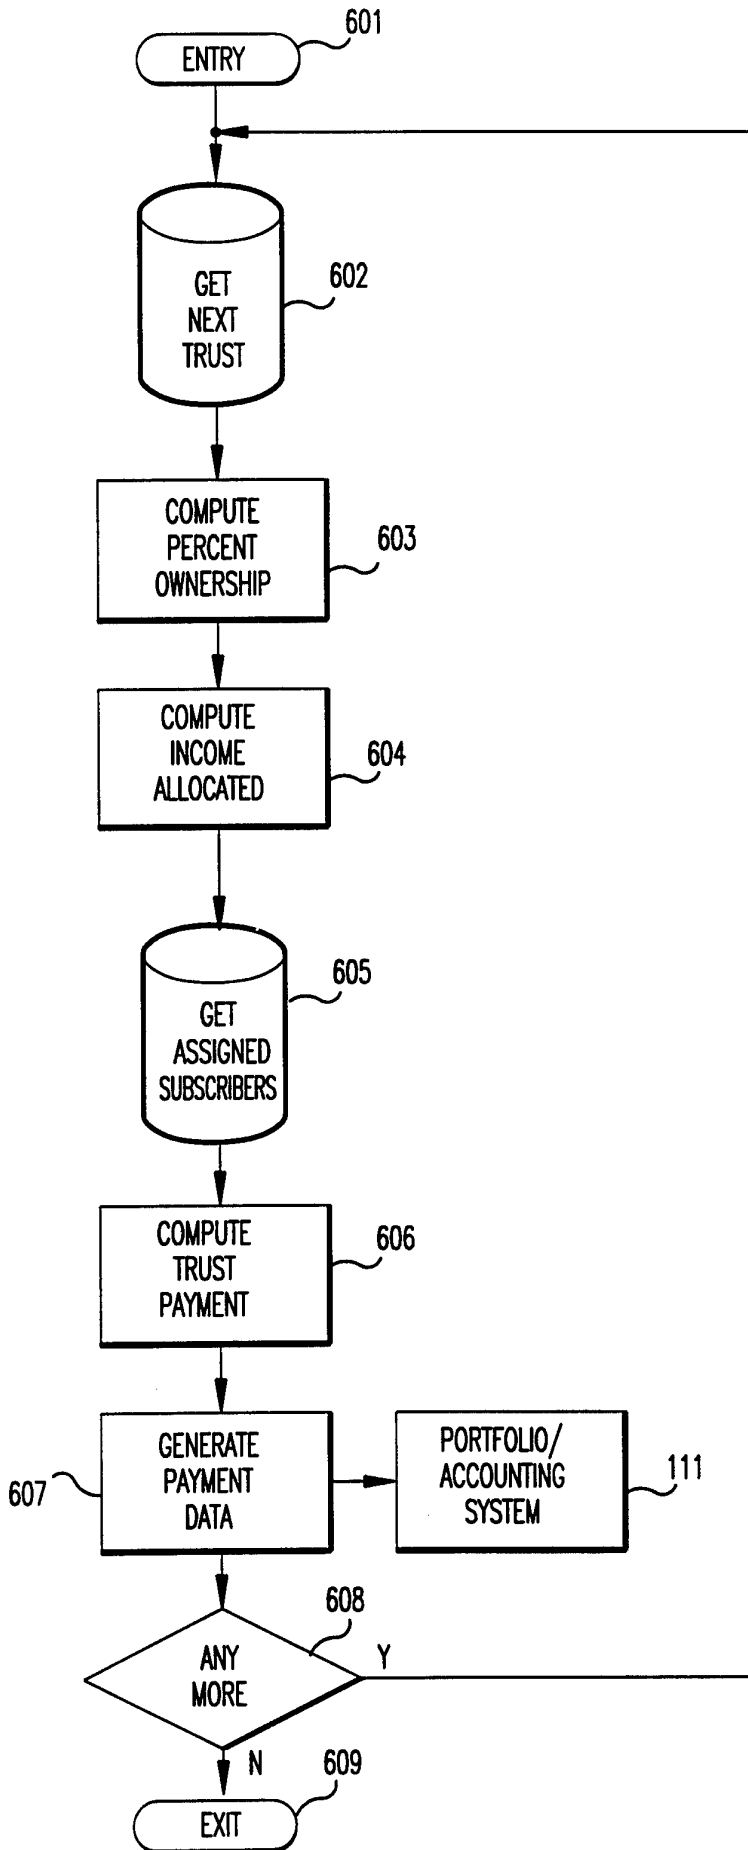 601
ENTRY
602
GET
NEXT
TRUST
COMPUTE
PERCENT
OWNERSHIP
603
COMPUTE
INCOME
ALLOCATED
604
605
GET
ASSIGNED
SUBSCRIBERS
COMPUTE
TRUST
PAYMENT
606
GENERATE
PAYMENT
DATA
607
PORTFOLIO/
ACCOUNTING
SYSTEM
111
608
ANY
MORE
Y
N
609
EXIT